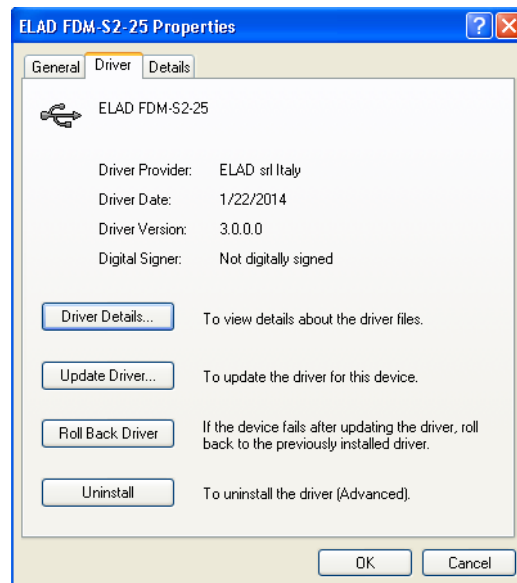 ELAD FDM-S2-25 Properties
General
Driver
Details
ELAD FDM-S2-25
Driver Provider: ELAD srl Italy
Driver Date: 1/22/2014
Driver Version: 3.0.0.0
Digital Signer: Not digitally signed
Driver Details... To view details about the driver files.
Update Driver... To update the driver for this device.
Roll Back Driver If the device fails after updating the driver, roll
back to the previously installed driver.
Uninstall To uninstall the driver (Advanced).
OK Cancel